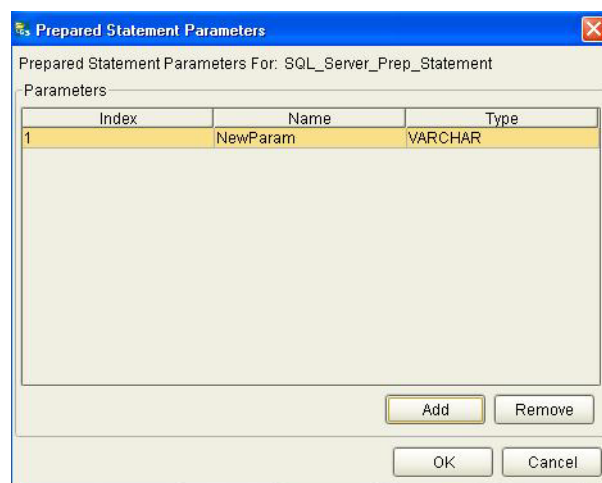 Prepared Statement Parameters
Prepared Statement Parameters For: SQL_Server_Prep_Statement
Parameters
Index Name Type
1 NewParam VARCHAR
Add Remove
OK Cancel